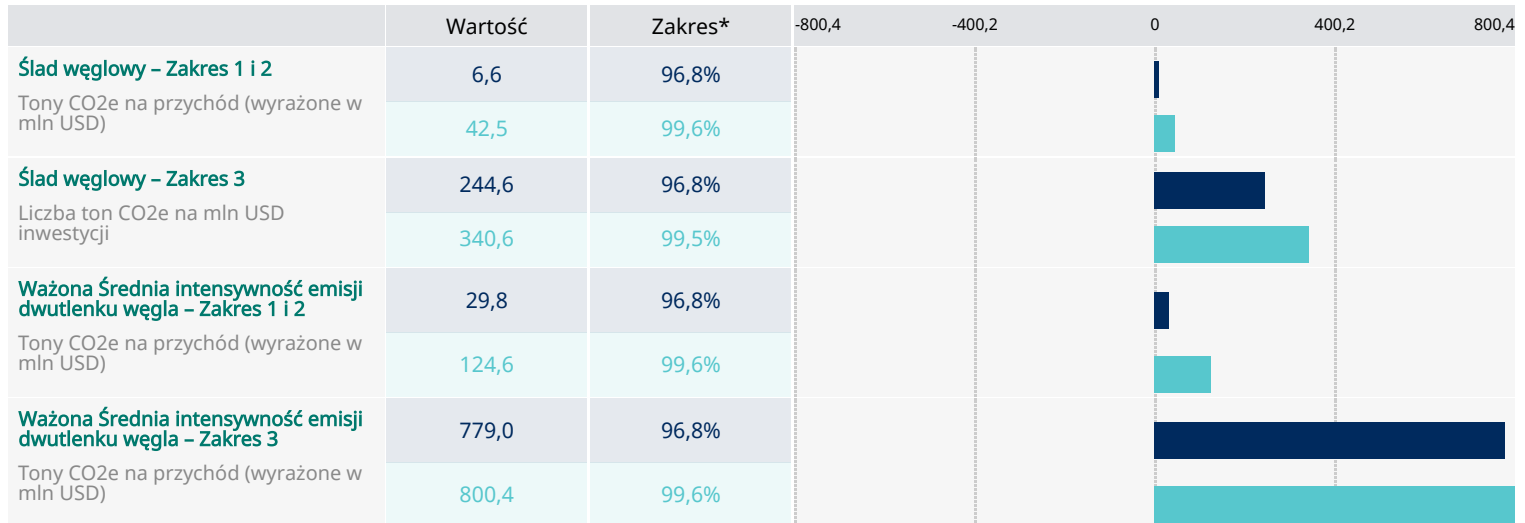 Wartość Zakres* -800,4 -400,2 0 400,2 800,4
Ślad węglowy – Zakres 1 i 2
Tony CO2e na przychód (wyrażone w
mln USD)
6,6 96,8%
42,5 99,6%
Ślad węglowy – Zakres 3
Liczba ton CO2e na mln USD
inwestycji
244,6 96,8%
340,6 99,5%
Ważona Średnia intensywność emisji
dwutlenku węgla – Zakres 1 i 2
Tony CO2e na przychód (wyrażone w
mln USD)
29,8 96,8%
124,6 99,6%
Ważona Średnia intensywność emisji
dwutlenku węgla – Zakres 3
Tony CO2e na przychód (wyrażone w
mln USD)
779,0 96,8%
800,4 99,6%